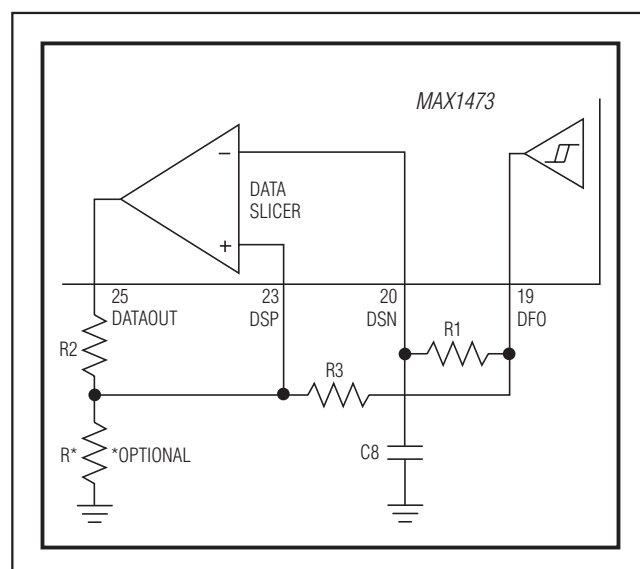 MAX1473
−
DATA
SLICER
+
25
DATAOUT
23
DSP
20
DSN
19
DFO
R2
R1
R3
R*
*OPTIONAL
C8